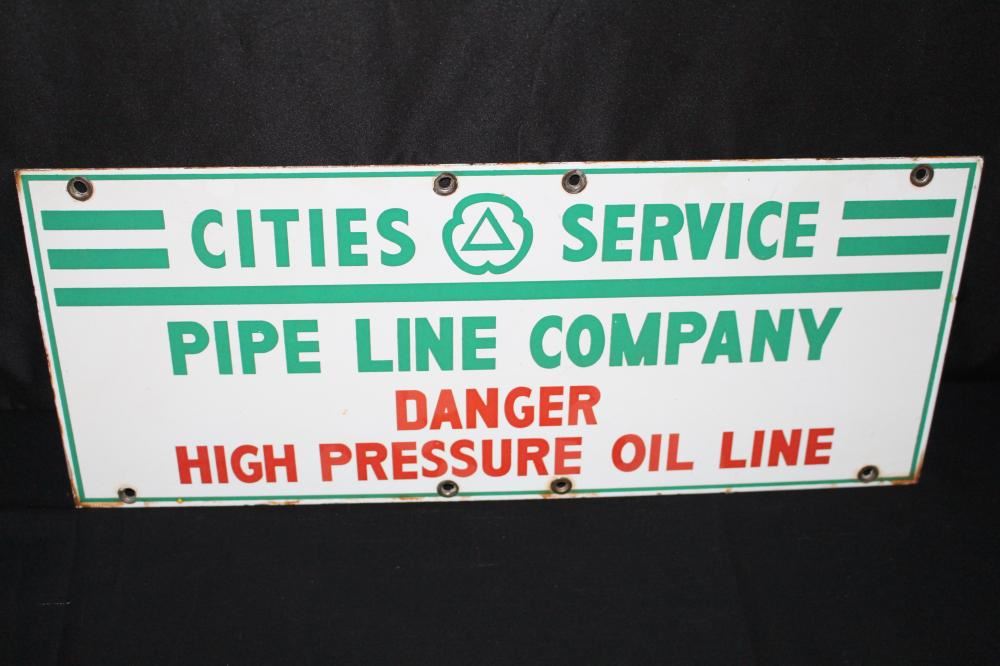 CITIES SERVICE
PIPE LINE COMPANY
DANGER
HIGH PRESSURE OIL LINE